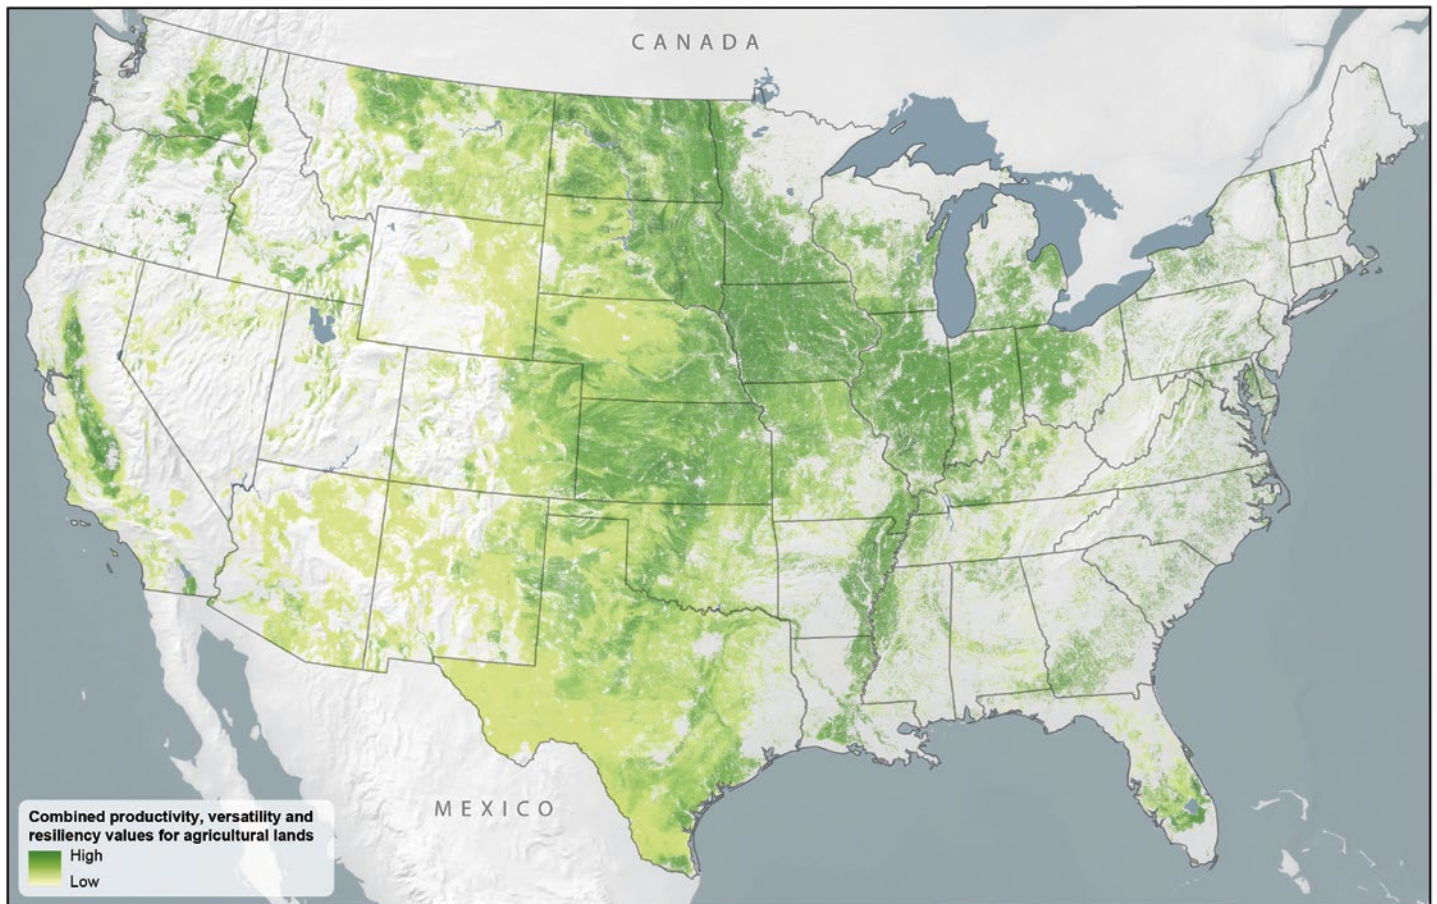 CANADA
MEXICO
Combined productivity, versatility and
resiliency values for agricultural lands
High
Low